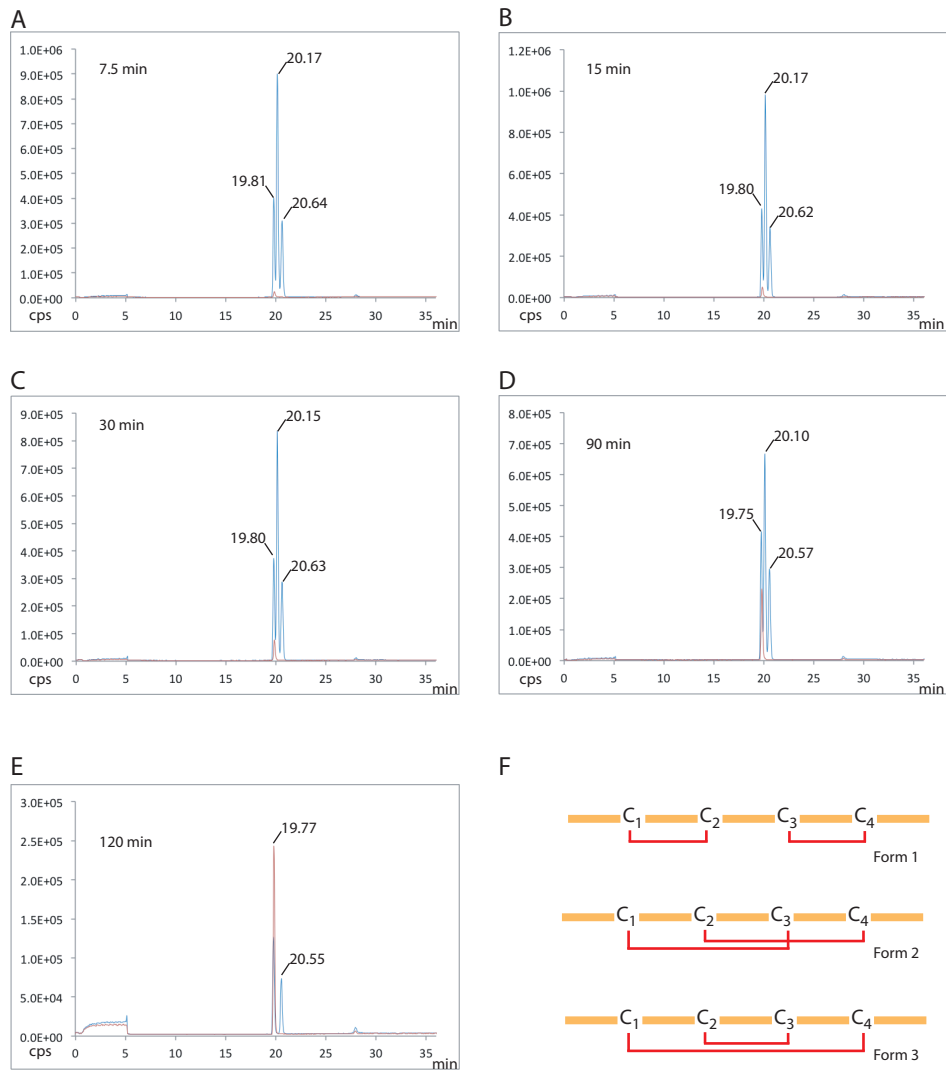 A
1.0E+06
9.0E+05
8.0E+05
7.0E+05
6.0E+05
5.0E+05
4.0E+05
3.0E+05
2.0E+05
1.0E+05
0.0E+00
cps
7.5 min
20.17
19.81
20.64
0 5 10 15 20 25 30 35
min
B
1.2E+06
1.0E+06
8.0E+05
6.0E+05
4.0E+05
2.0E+05
0.0E+00
cps
15 min
20.17
19.80
20.62
0 5 10 15 20 25 30 35
min
C
9.0E+05
8.0E+05
7.0E+05
6.0E+05
5.0E+05
4.0E+05
3.0E+05
2.0E+05
1.0E+05
0.0E+00
cps
30 min
20.15
19.80
20.63
0 5 10 15 20 25 30 35
min
D
8.0E+05
7.0E+05
6.0E+05
5.0E+05
4.0E+05
3.0E+05
2.0E+05
1.0E+05
0.0E+00
cps
90 min
20.10
19.75
20.57
0 5 10 15 20 25 30 35
min
E
3.0E+05
2.5E+05
2.0E+05
1.5E+05
1.0E+05
5.0E+04
0.0E+00
cps
120 min
19.77
20.55
0 5 10 15 20 25 30 35
min
F
C1 C2 C3 C4
Form 1
C1 C2 C3 C4
Form 2
C1 C2 C3 C4
Form 3